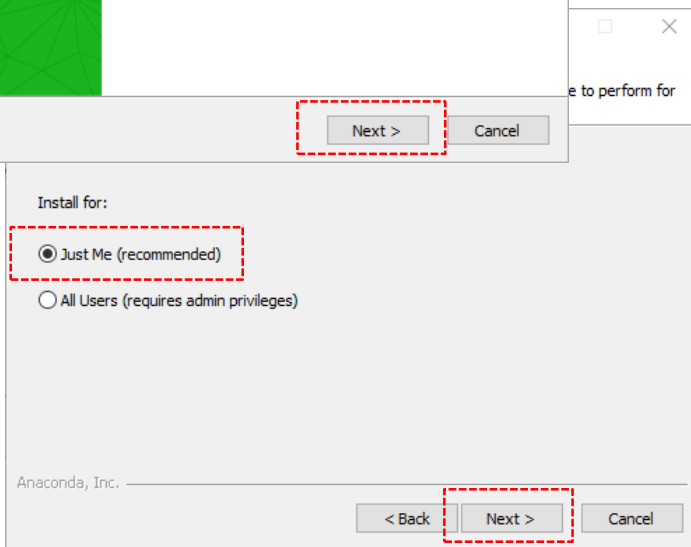 e to perform for
Next >
Cancel
Install for:
Just Me (recommended)
All Users (requires admin privileges)
Anaconda, Inc.
< Back
Next >
Cancel